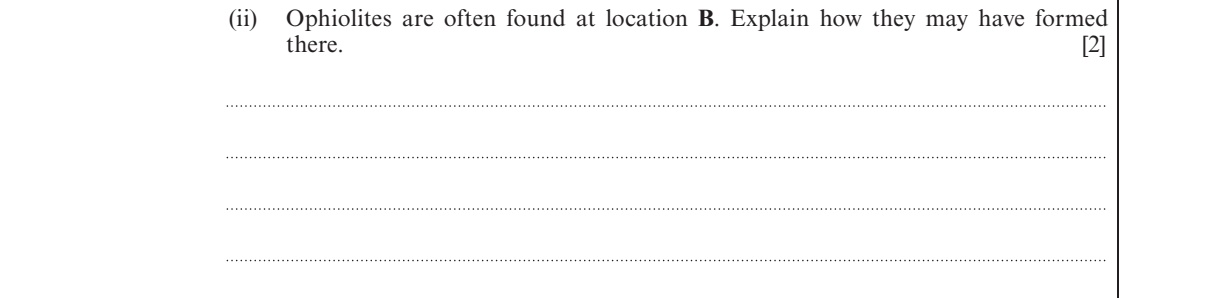 (ii) Ophiolites are often found at location B. Explain how they may have formed
there. [2]